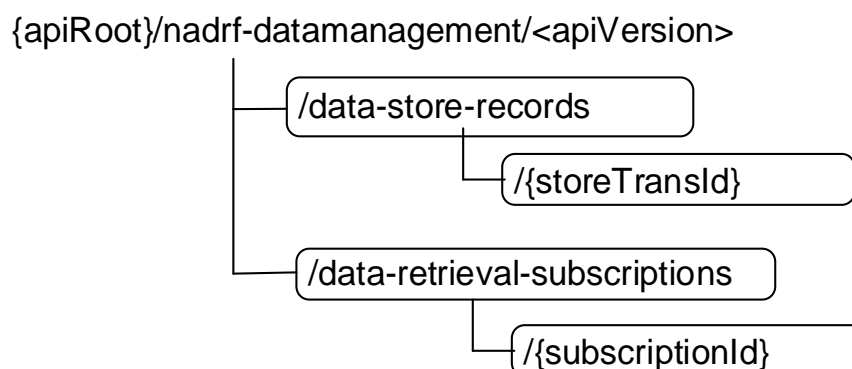 {apiRoot}/nadrf-datamanagement/<apiVersion>
/data-store-records
/{storeTransId}
/data-retrieval-subscriptions
/{subscriptionId}